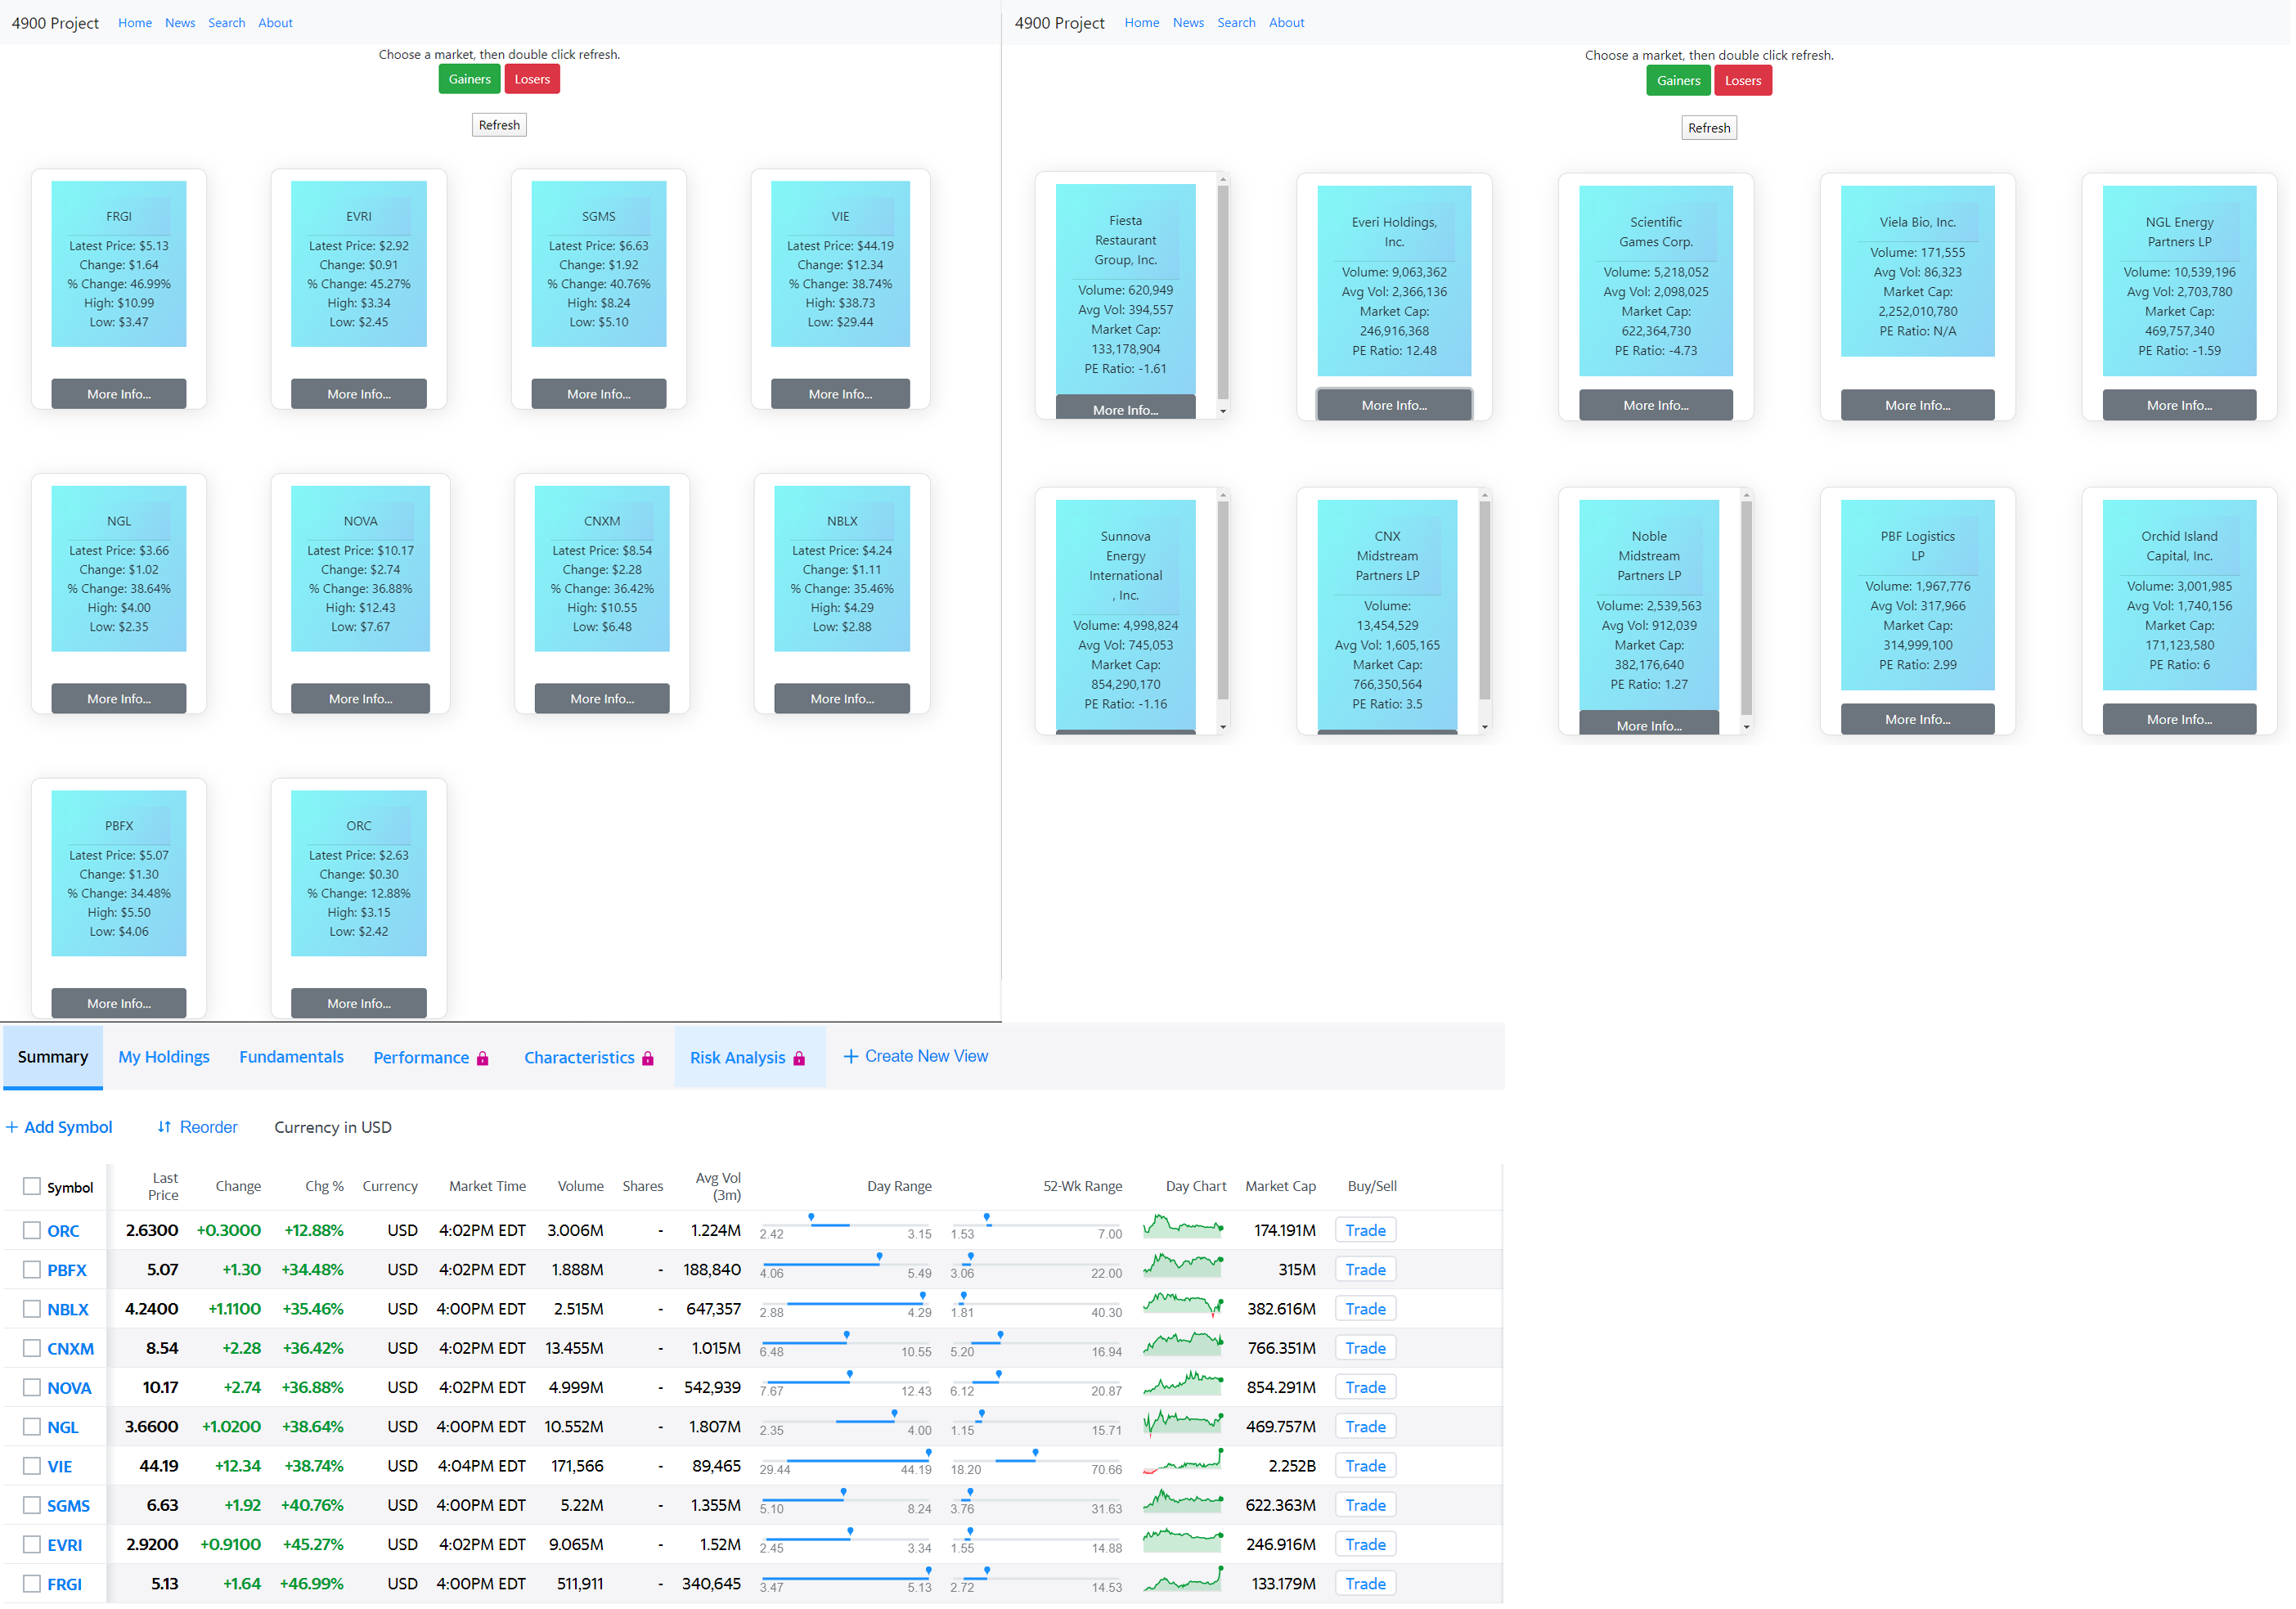 4900 Project Home News Search About
Choose a market, then double click refresh.
Gainers Losers
Refresh
FRGI
Latest Price: $5.13
Change: $1.64
% Change: 46.99%
High: $10.99
Low: $3.47
More Info...
EVRI
Latest Price: $2.92
Change: $0.91
% Change: 45.27%
High: $3.34
Low: $2.45
More Info...
SGMS
Latest Price: $6.63
Change: $1.92
% Change: 40.76%
High: $8.24
Low: $5.10
More Info...
VIE
Latest Price: $44.19
Change: $12.34
% Change: 38.74%
High: $38.73
Low: $29.44
More Info...
NGL
Latest Price: $3.66
Change: $1.02
% Change: 38.64%
High: $4.00
Low: $2.35
More Info...
NOVA
Latest Price: $10.17
Change: $2.74
% Change: 36.88%
High: $12.43
Low: $7.67
More Info...
CNXM
Latest Price: $8.54
Change: $2.28
% Change: 36.42%
High: $10.55
Low: $6.48
More Info...
NBLX
Latest Price: $4.24
Change: $1.11
% Change: 35.46%
High: $4.29
Low: $2.88
More Info...
PBFX
Latest Price: $5.07
Change: $1.30
% Change: 34.48%
High: $5.50
Low: $4.06
More Info...
ORC
Latest Price: $2.63
Change: $0.30
% Change: 12.88%
High: $3.15
Low: $2.42
More Info...
4900 Project Home News Search About
Choose a market, then double click refresh.
Gainers Losers
Refresh
Fiesta
Restaurant
Group, Inc.
Volume: 620,949
Avg Vol: 394,557
Market Cap:
133,178,904
PE Ratio: -1.61
More Info...
Everi Holdings,
Inc.
Volume: 9,063,362
Avg Vol: 2,366,136
Market Cap:
246,916,368
PE Ratio: 12.48
More Info...
Scientific
Games Corp.
Volume: 5,218,052
Avg Vol: 2,098,025
Market Cap:
622,364,730
PE Ratio: -4.73
More Info...
Viela Bio, Inc.
Volume: 171,555
Avg Vol: 86,323
Market Cap:
2,252,010,780
PE Ratio: N/A
More Info...
NGL Energy
Partners LP
Volume: 10,539,196
Avg Vol: 2,703,780
Market Cap:
469,757,340
PE Ratio: -1.59
More Info...
Sunnova
Energy
International
, Inc.
Volume: 4,998,824
Avg Vol: 745,053
Market Cap:
854,290,170
PE Ratio: -1.16
CNX
Midstream
Partners LP
Volume:
13,454,529
Avg Vol: 1,605,165
Market Cap:
766,350,564
PE Ratio: 3.5
Noble
Midstream
Partners LP
Volume: 2,539,563
Avg Vol: 912,039
Market Cap:
382,176,640
PE Ratio: 1.27
More Info...
PBF Logistics
LP
Volume: 1,967,776
Avg Vol: 317,966
Market Cap:
314,999,100
PE Ratio: 2.99
More Info...
Orchid Island
Capital, Inc.
Volume: 3,001,985
Avg Vol: 1,740,156
Market Cap:
171,123,580
PE Ratio: 6
More Info...
Summary My Holdings Fundamentals Performance Characteristics Risk Analysis + Create New View
+ Add Symbol Reorder Currency in USD
Symbol Last Price Change Chg % Currency Market Time Volume Shares Avg Vol (3m) Day Range 52-Wk Range Day Chart Market Cap Buy/Sell
ORC 2.6300 +0.3000 +12.88% USD 4:02PM EDT 3.006M - 1.224M 2.42 3.15 1.53 7.00 174.191M Trade
PBFX 5.07 +1.30 +34.48% USD 4:02PM EDT 1.888M - 188,840 4.06 5.49 3.06 22.00 315M Trade
NBLX 4.2400 +1.1100 +35.46% USD 4:00PM EDT 2.515M - 647,357 2.88 4.29 1.81 40.30 382.616M Trade
CNXM 8.54 +2.28 +36.42% USD 4:02PM EDT 13.455M - 1.015M 6.48 10.55 5.20 16.94 766.351M Trade
NOVA 10.17 +2.74 +36.88% USD 4:02PM EDT 4.999M - 542,939 7.67 12.43 6.12 20.87 854.291M Trade
NGL 3.6600 +1.0200 +38.64% USD 4:00PM EDT 10.552M - 1.807M 2.35 4.00 1.15 15.71 469.757M Trade
VIE 44.19 +12.34 +38.74% USD 4:04PM EDT 171,566 - 89,465 29.44 44.19 18.20 70.66 2.252B Trade
SGMS 6.63 +1.92 +40.76% USD 4:00PM EDT 5.22M - 1.355M 5.10 8.24 3.76 31.63 622.363M Trade
EVRI 2.9200 +0.9100 +45.27% USD 4:02PM EDT 9.065M - 1.52M 2.45 3.34 1.55 14.88 246.916M Trade
FRGI 5.13 +1.64 +46.99% USD 4:00PM EDT 511,911 - 340,645 3.47 5.13 2.72 14.53 133.179M Trade